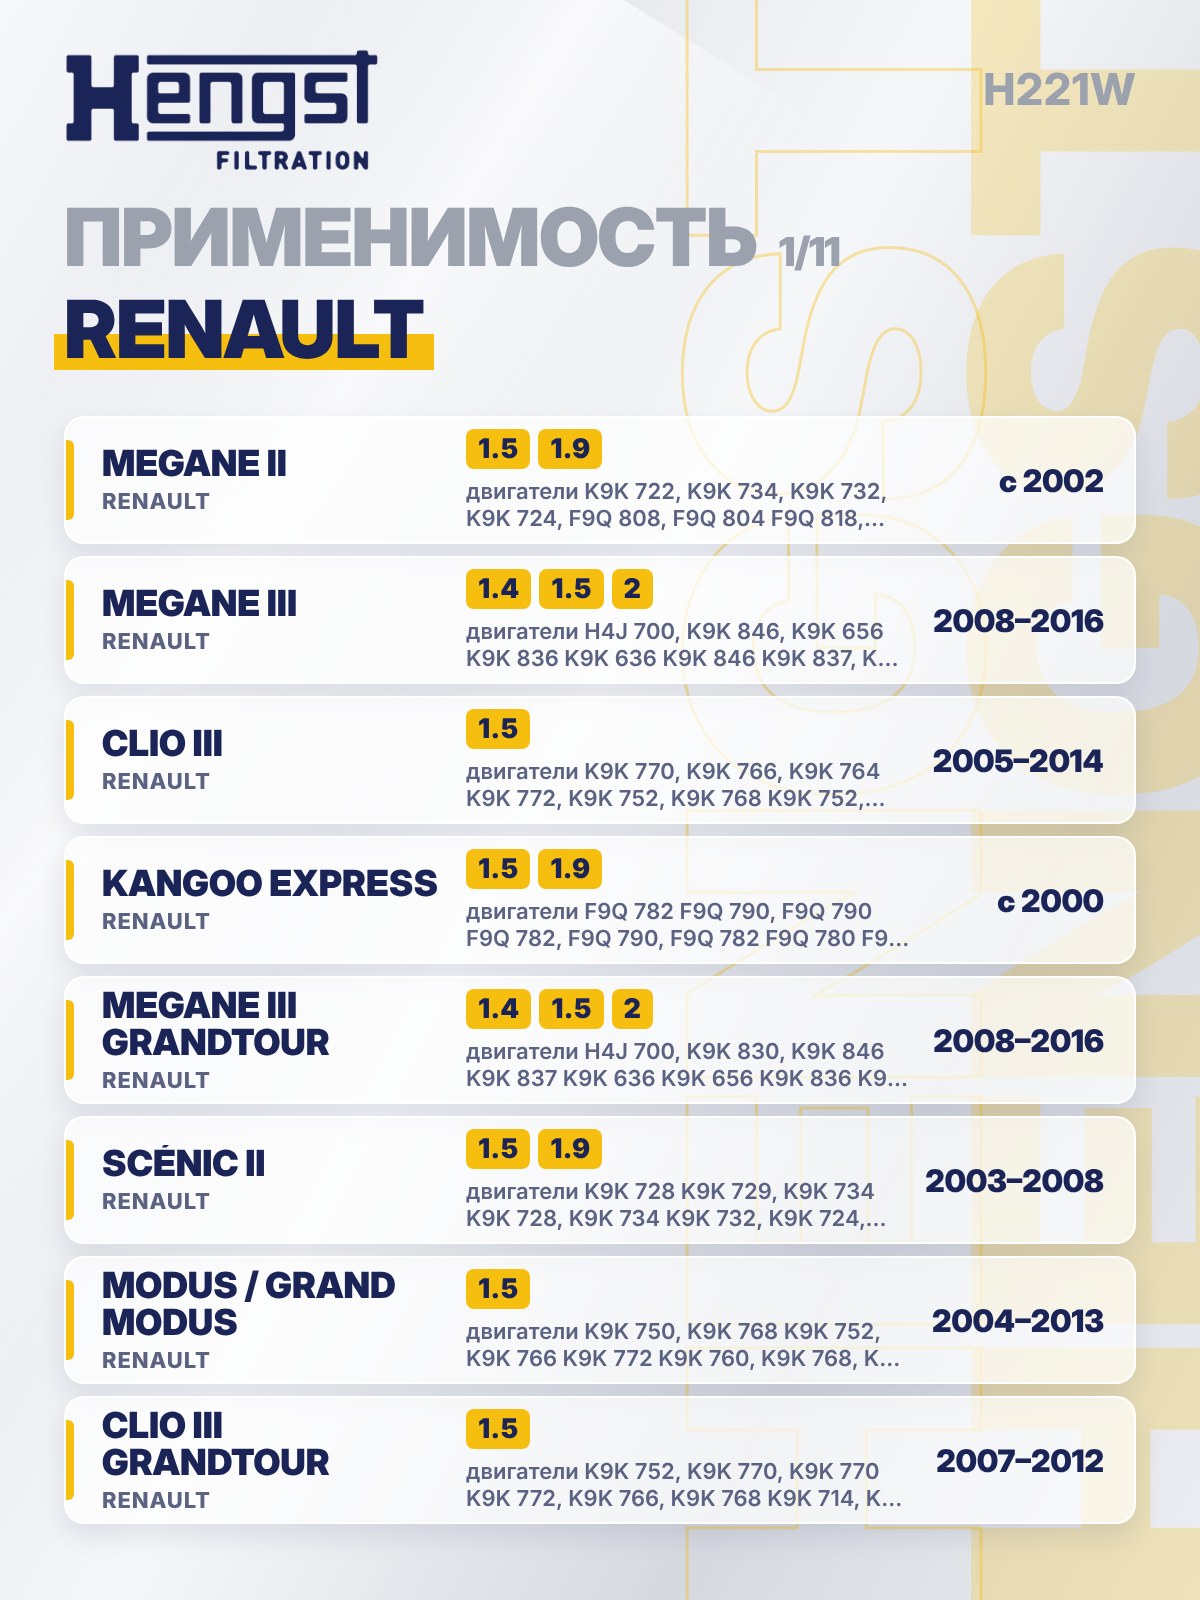 Hengst
FILTRATION
H221W
ПРИМЕНИМОСТЬ 1/11
RENAULT
MEGANE II
RENAULT
1.5 1.9
двигатели K9K 722, K9K 734, K9K 732,
K9K 724, F9Q 808, F9Q 804 F9Q 818,...
с 2002
MEGANE III
RENAULT
1.4 1.5 2
двигатели H4J 700, K9K 846, K9K 656
K9K 836 K9K 636 K9K 846 K9K 837, K...
2008–2016
CLIO III
RENAULT
1.5
двигатели K9K 770, K9K 766, K9K 764
K9K 772, K9K 752, K9K 768 K9K 752,...
2005–2014
KANGOO EXPRESS
RENAULT
1.5 1.9
двигатели F9Q 782 F9Q 790, F9Q 790
F9Q 782, F9Q 790, F9Q 782 F9Q 780 F9...
с 2000
MEGANE III
GRANDTOUR
RENAULT
1.4 1.5 2
двигатели H4J 700, K9K 830, K9K 846
K9K 837 K9K 636 K9K 656 K9K 836 K9...
2008–2016
SCÉNIC II
RENAULT
1.5 1.9
двигатели K9K 728 K9K 729, K9K 734
K9K 728, K9K 734 K9K 732, K9K 724,...
2003–2008
MODUS / GRAND
MODUS
RENAULT
1.5
двигатели K9K 750, K9K 768 K9K 752,
K9K 766 K9K 772 K9K 760, K9K 768, K...
2004–2013
CLIO III
GRANDTOUR
RENAULT
1.5
двигатели K9K 752, K9K 770, K9K 770
K9K 772, K9K 766, K9K 768 K9K 714, K...
2007–2012
HENGST
HENGST